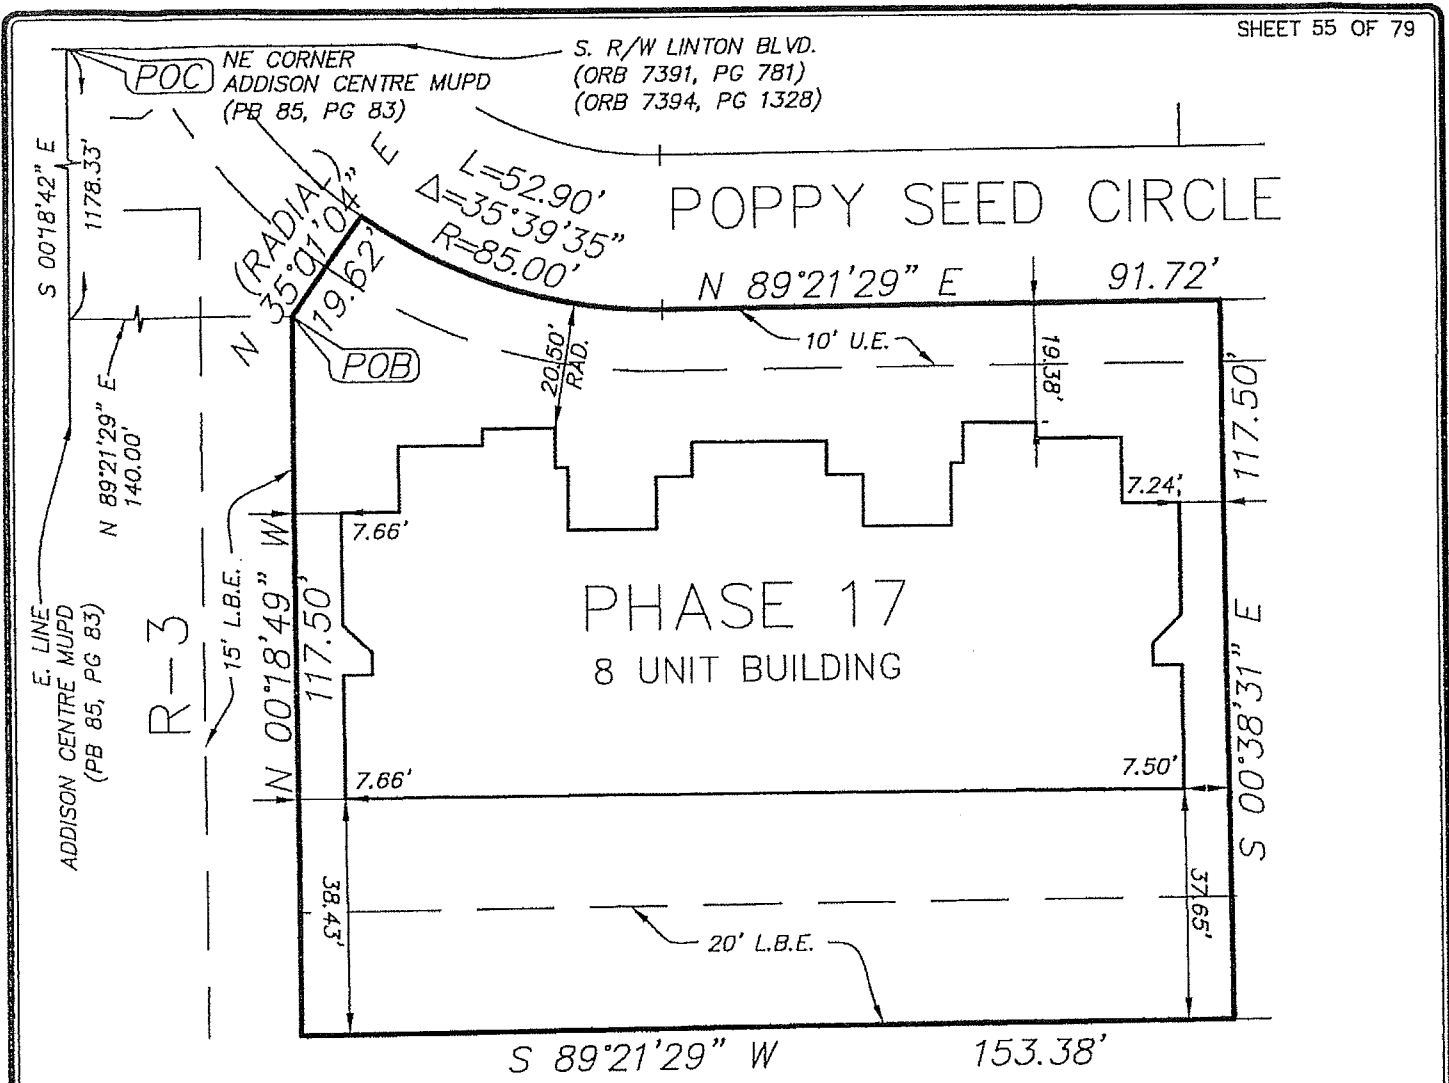 SHEET 55 OF 79
POC
NE CORNER
ADDISON CENTRE MUPD
(PB 85, PG 83)
S. R/W LINTON BLVD.
(ORB 7391, PG 781)
(ORB 7394, PG 1328)
S 00°18'42" E
1178.33'
(RADIAL)
N 35°01'04" E
19.62'
L=52.90'
Δ=35°39'35"
R=85.00'
POPPY SEED CIRCLE
N 89°21'29" E 91.72'
POB
20.50'
RAD.
10' U.E.
19.38'
117.50'
S 00°38'31" E
N 89°21'29" E
140.00'
7.66'
7.24'
E. LINE
ADDISON CENTRE MUPD
(PB 85, PG 83)
R-3
15' L.B.E.
N 00°18'49" W
117.50'
PHASE 17
8 UNIT BUILDING
7.66'
7.50'
38.43'
37.65'
20' L.B.E.
S 89°21'29" W 153.38'